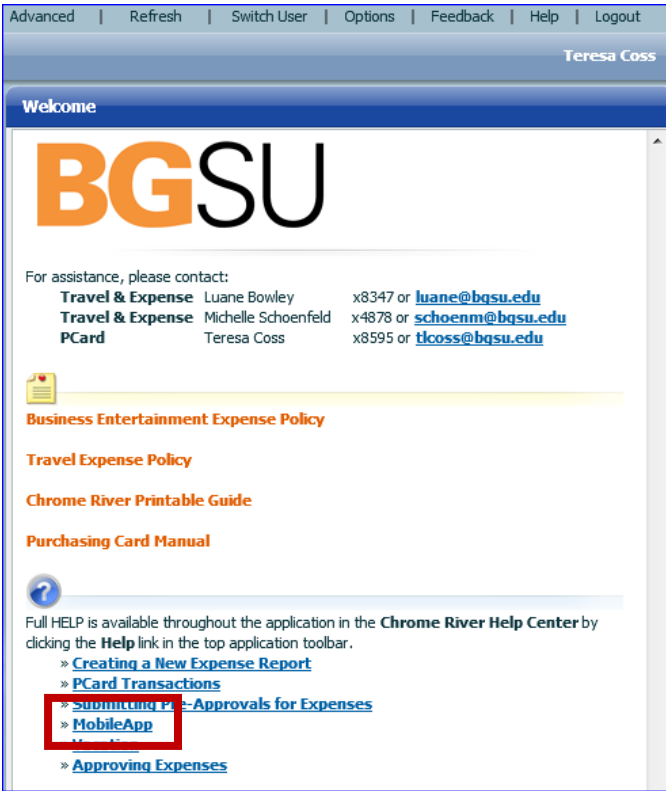 Advanced | Refresh | Switch User | Options | Feedback | Help | Logout
Teresa Coss
Welcome
BGSU
For assistance, please contact:
Travel & Expense Luane Bowley x8347 or luane@bgsu.edu
Travel & Expense Michelle Schoenfeld x4878 or schoenm@bgsu.edu
PCard Teresa Coss x8595 or tlcoss@bgsu.edu
Business Entertainment Expense Policy
Travel Expense Policy
Chrome River Printable Guide
Purchasing Card Manual
?
Full HELP is available throughout the application in the Chrome River Help Center by
clicking the Help link in the top application toolbar.
» Creating a New Expense Report
» PCard Transactions
» Submitting Pre-Approvals for Expenses
» MobileApp
» Approving Expenses